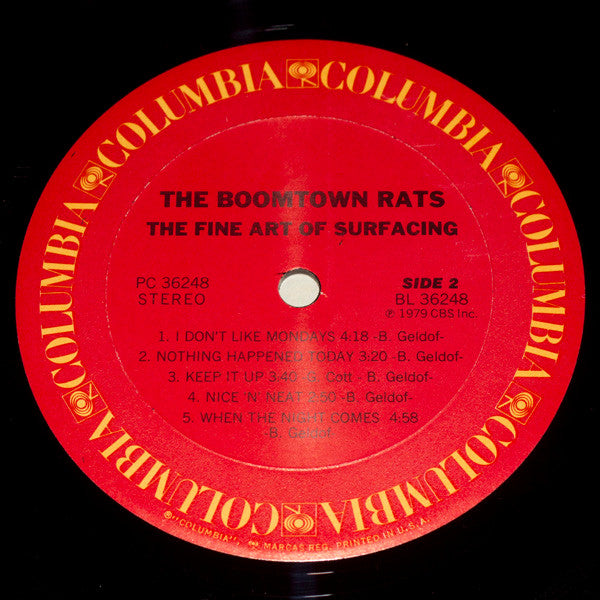 COLUMBIA COLUMBIA COLUMBIA COLUMBIA COLUMBIA COLUMBIA COLUMBIA COLUMBIA
THE BOOMTOWN RATS
THE FINE ART OF SURFACING
PC 36248
STEREO
SIDE 2
BL 36248
℗ 1979 CBS Inc.
1. I DON'T LIKE MONDAYS 4:18 -B. Geldof-
2. NOTHING HAPPENED TODAY 3:20 -B. Geldof-
3. KEEP IT UP 3:40 -G. Cott - B. Geldof-
4. NICE 'N' NEAT 2:50 -B. Geldof-
5. WHEN THE NIGHT COMES 4:58
-B. Geldof-
"COLUMBIA", MARCAS REG. PRINTED IN U.S.A.